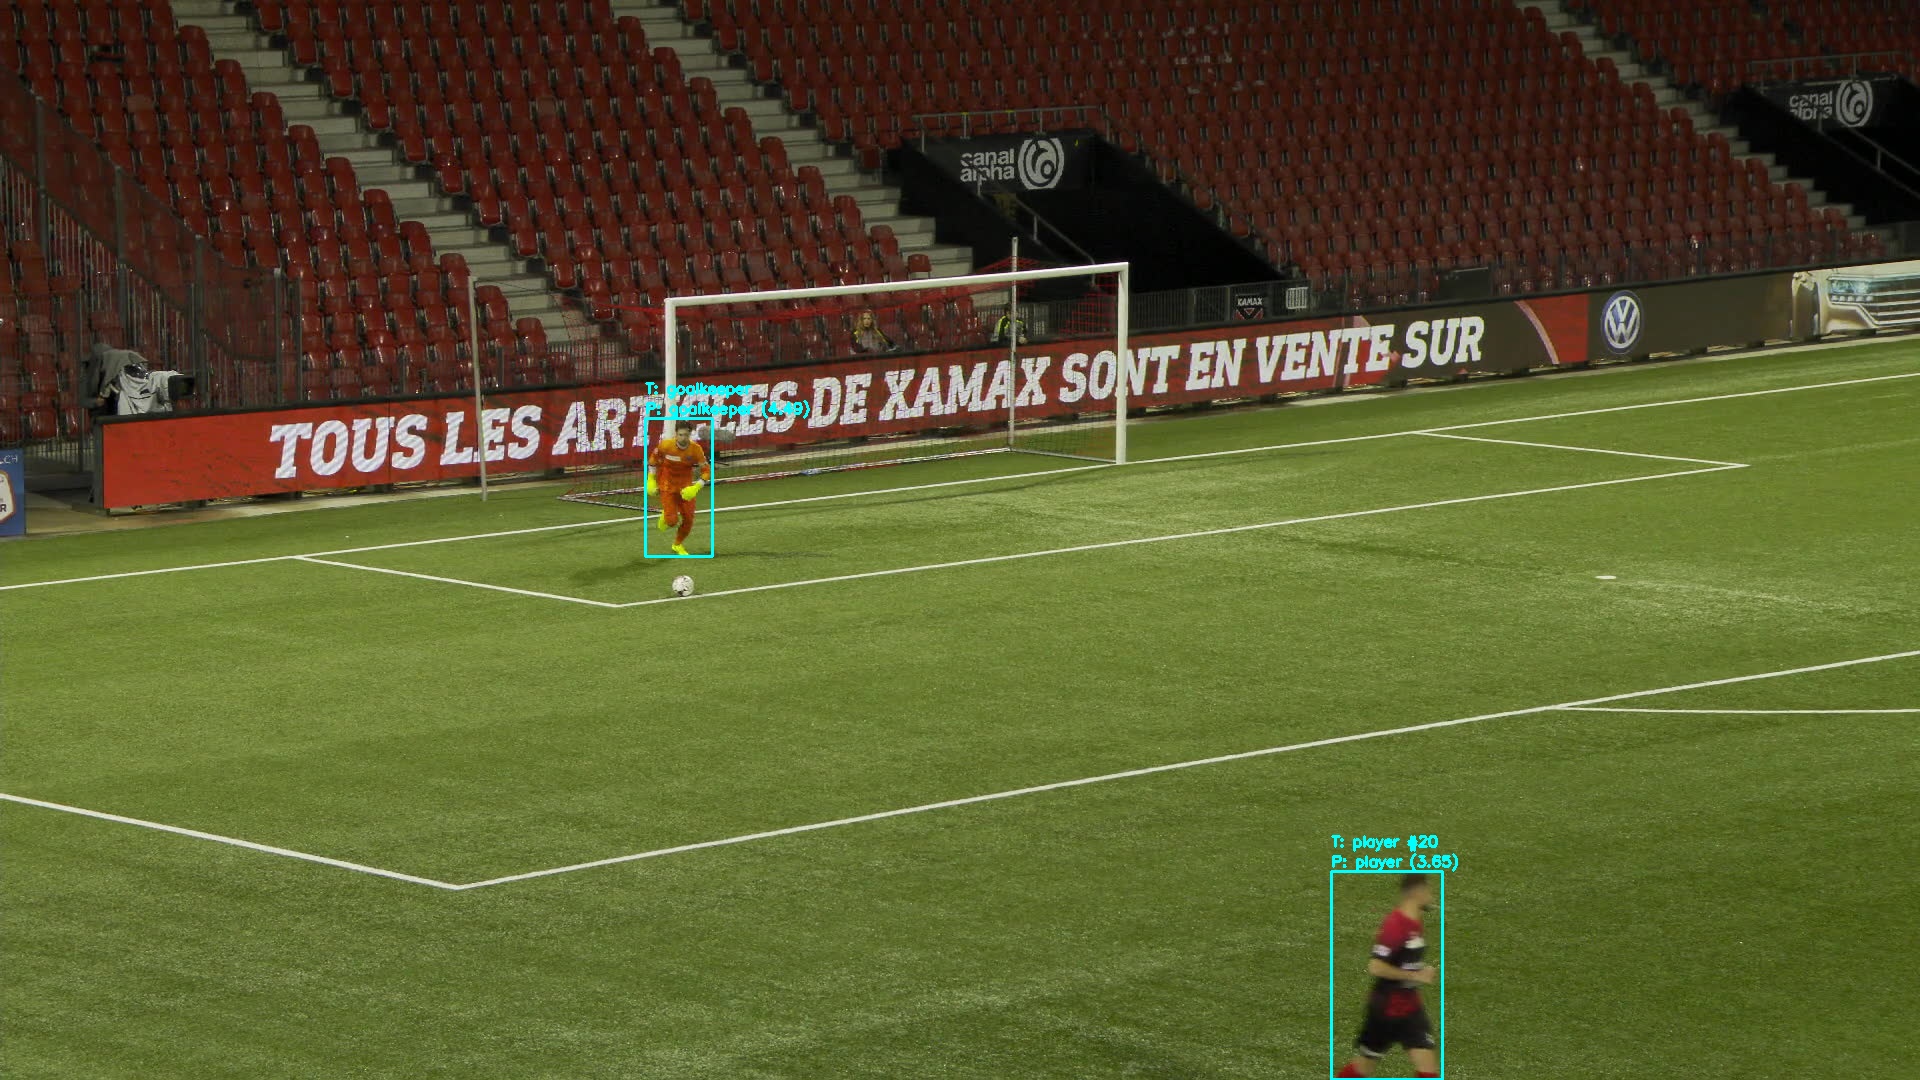 canal
alpha
canal
alpha
XAMAX
TOUS LES ARTICLES DE XAMAX SONT EN VENTE SUR
T: goalkeeper
P: goalkeeper (4.49)
T: player #20
P: player (3.65)